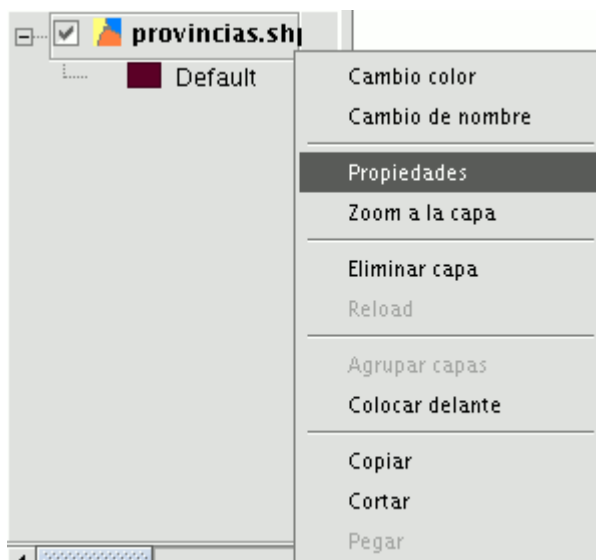 provincias.shp
Default
Cambio color
Cambio de nombre
Propiedades
Zoom a la capa
Eliminar capa
Reload
Agrupar capas
Colocar delante
Copiar
Cortar
Pegar